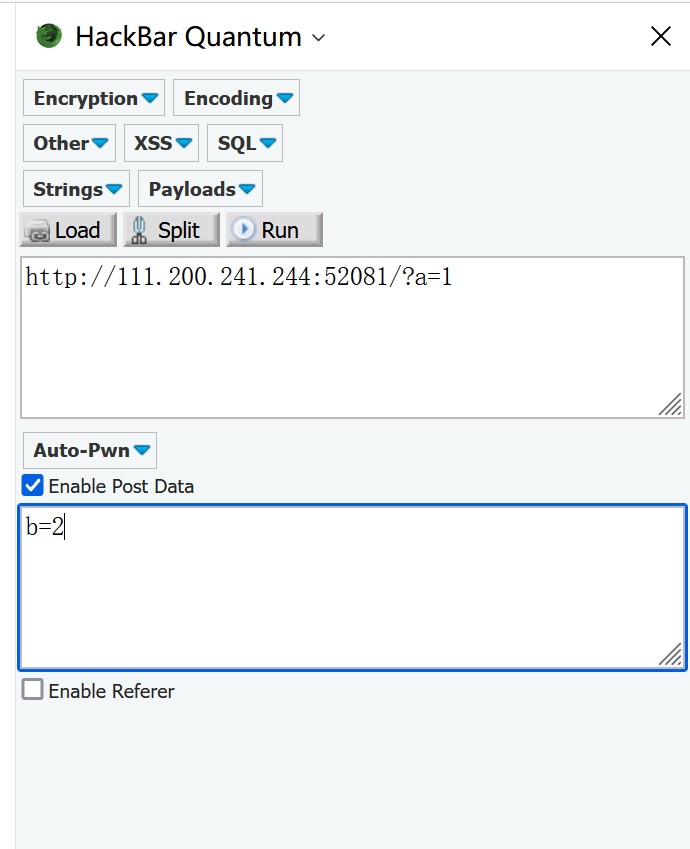 HackBar Quantum
Encryption Encoding
Other XSS SQL
Strings Payloads
Load Split Run
http://111.200.241.244:52081/?a=1
Auto-Pwn
Enable Post Data
b=2
Enable Referer